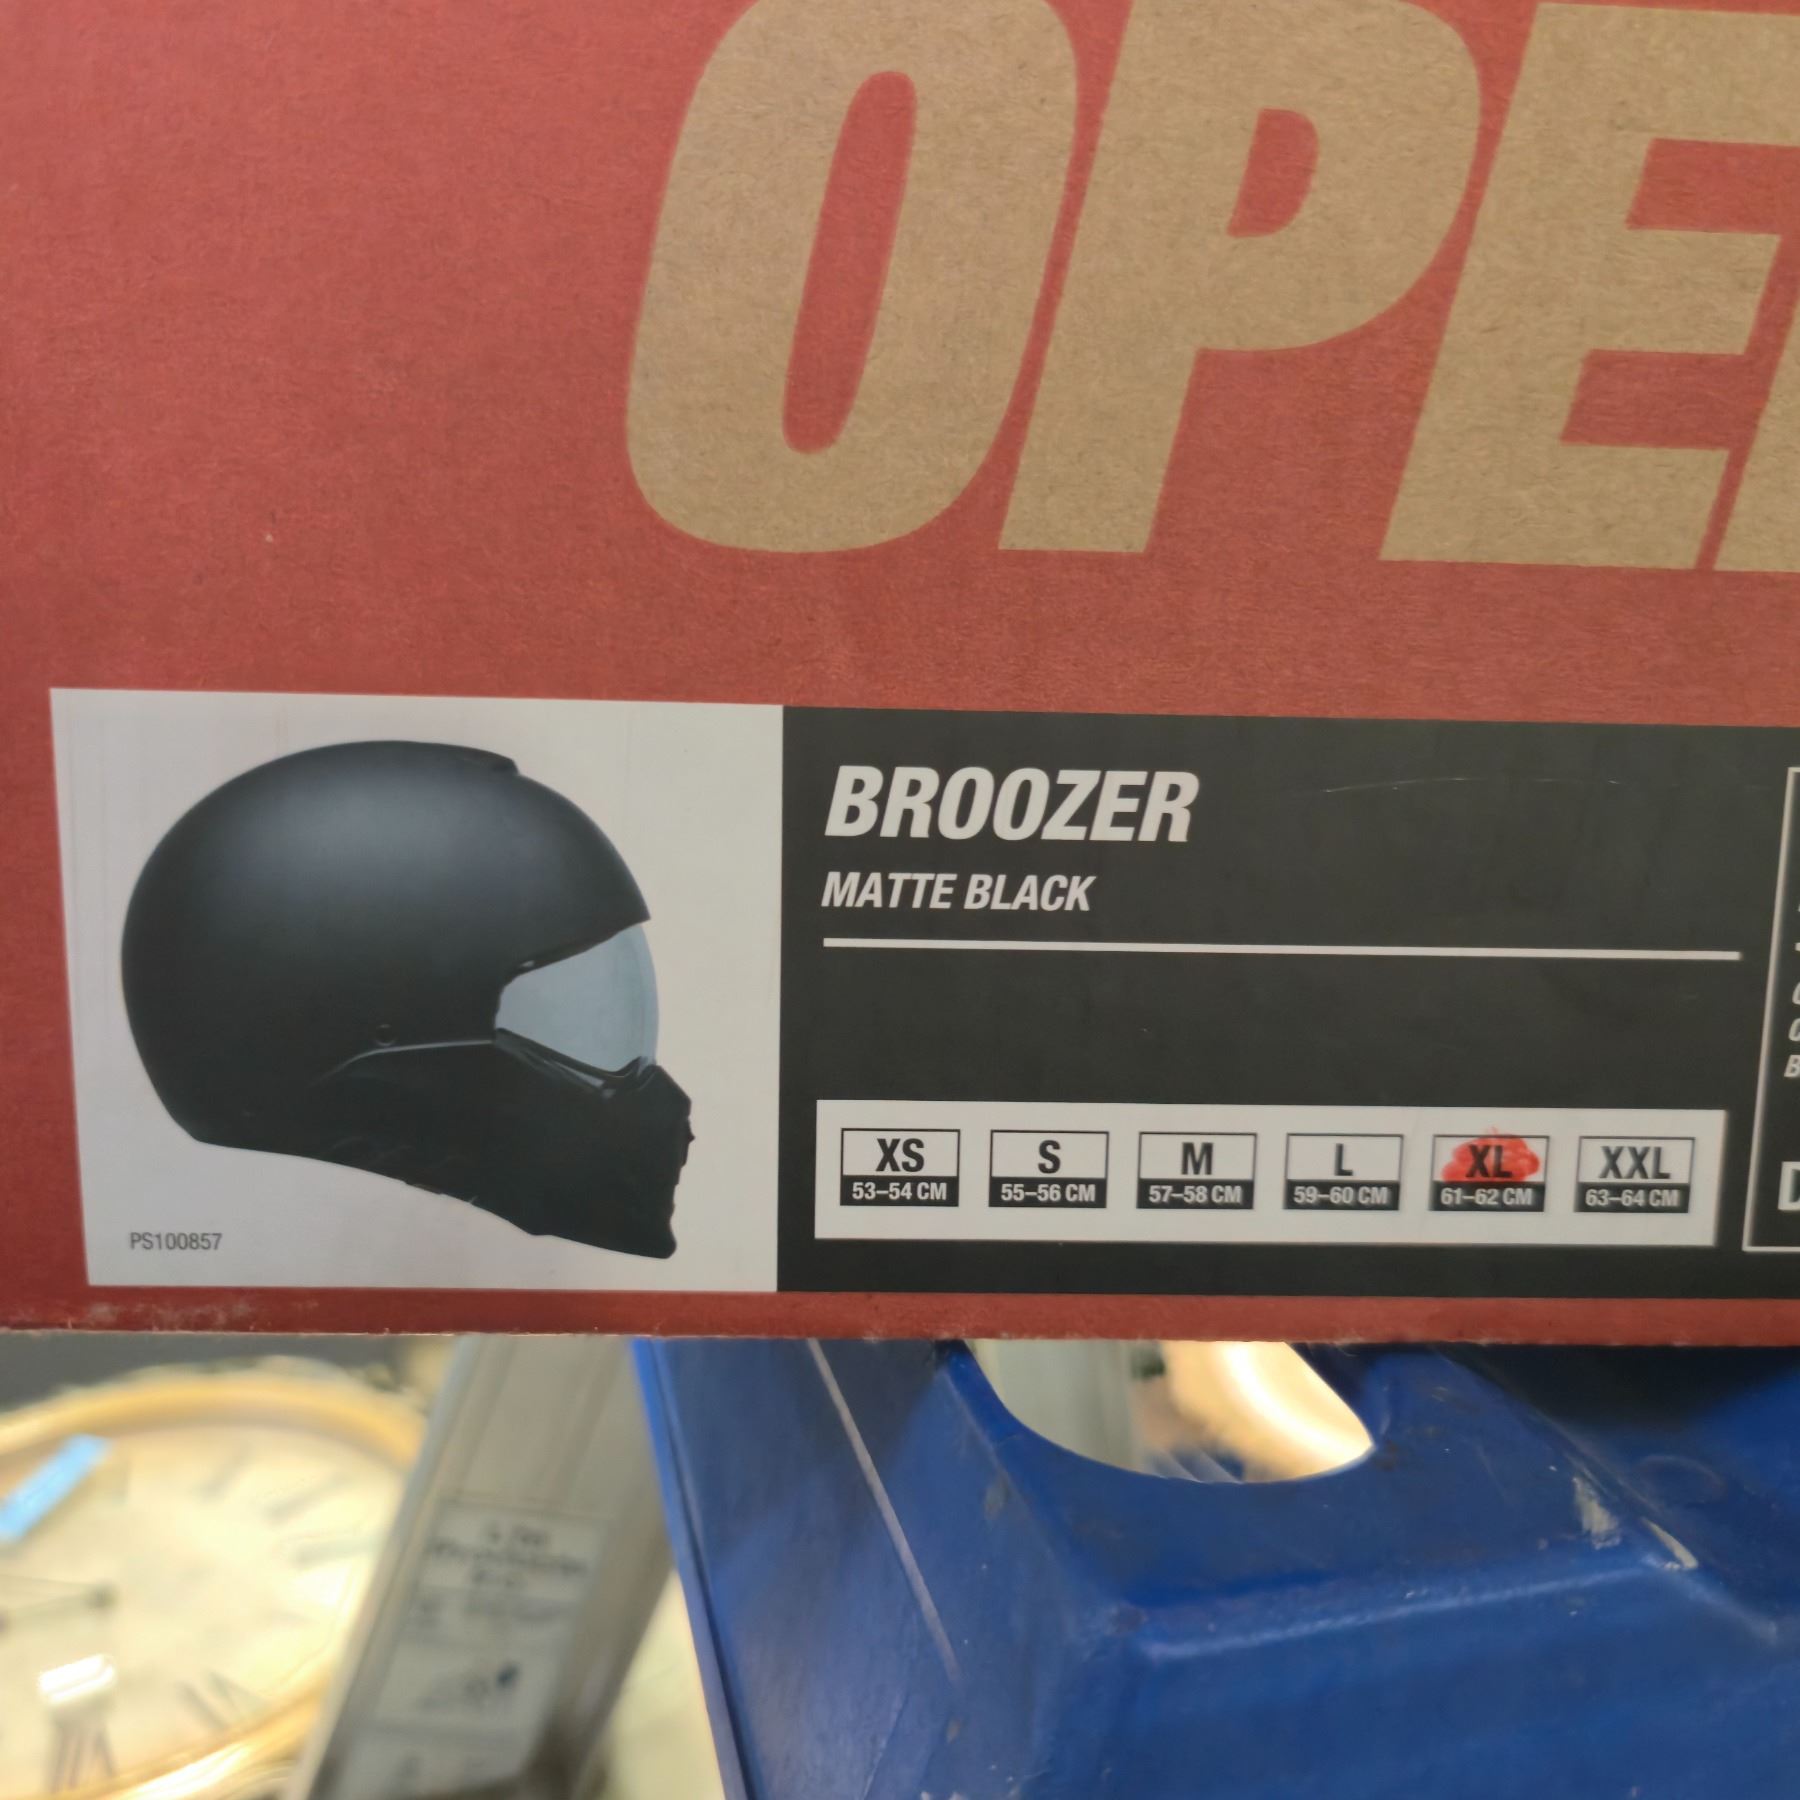 OPE
BROOZER
MATTE BLACK
XS S M L XL XXL
53–54 CM 55–56 CM 57–58 CM 59–60 CM 61–62 CM 63–64 CM
PS100857